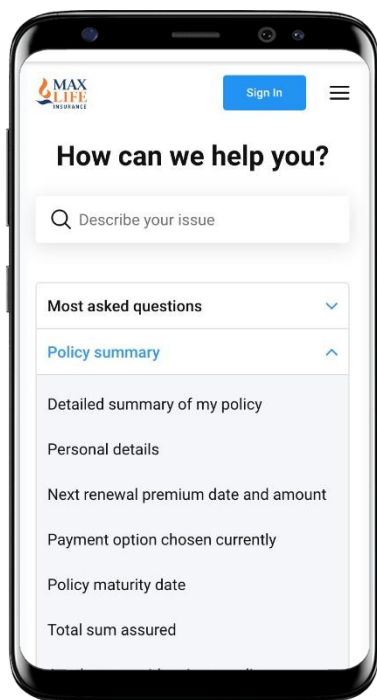 MAX
LIFE
INSURANCE
Sign In
How can we help you?
Describe your issue
Most asked questions
Policy summary
Detailed summary of my policy
Personal details
Next renewal premium date and amount
Payment option chosen currently
Policy maturity date
Total sum assured